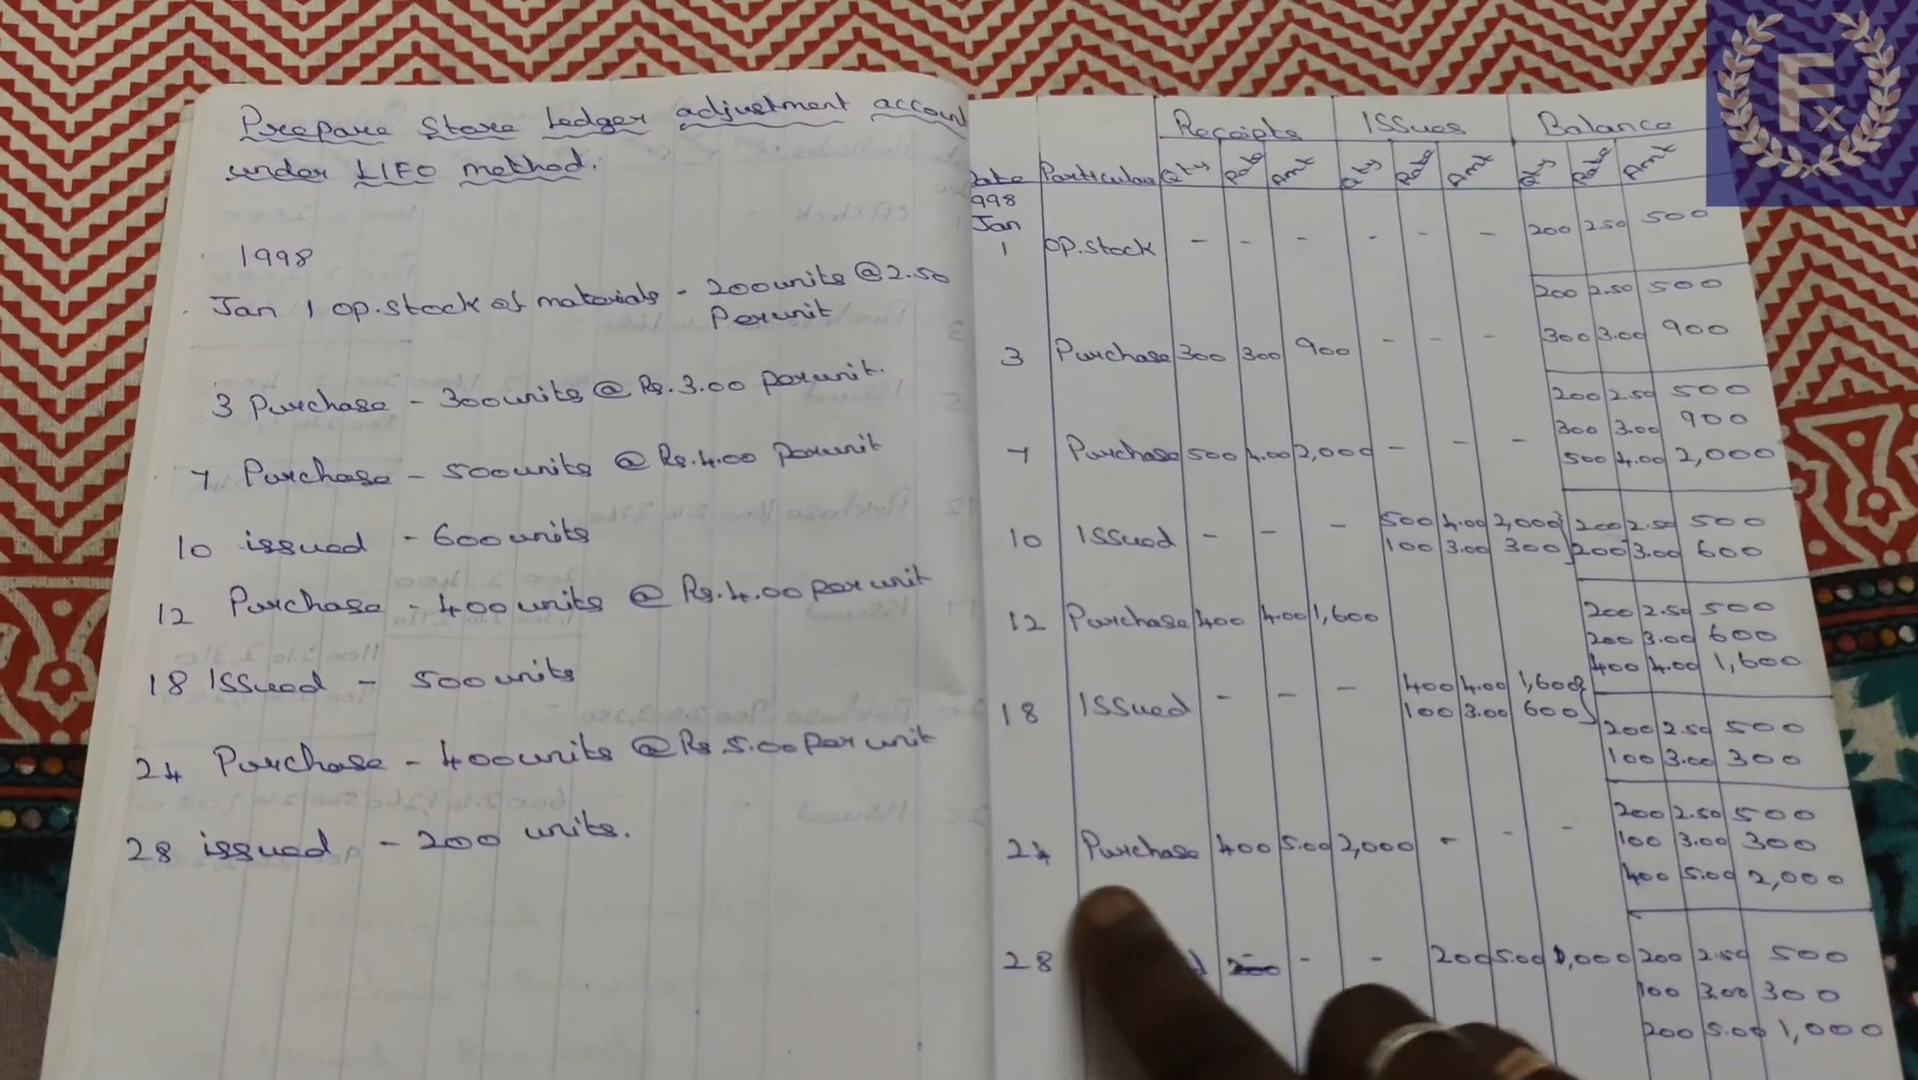 Prepare Store Ledger adjustment account
under LIFO method.
1998
Jan 1 op.stock of materials - 200 units @ 2.50
Per unit
3 Purchase - 300 units @ Rs. 3.00 per unit.
7 Purchase - 500 units @ Rs. 4.00 per unit
10 issued - 600 units
12 Purchase - 400 units @ Rs. 4.00 per unit
18 Issued - 500 units
24 Purchase - 400 units @ Rs 5.00 Per unit
28 issued - 200 units.
Receipts Issues Balance
Date Particulars Qty Rate Amt Qty Rate Amt Qty Rate Amt
998
Jan
1 op.stock - - - - - - 200 2.50 500
200 2.50 500
3 Purchase 300 300 900 - - - 300 3.00 900
200 2.50 500
300 3.00 900
7 Purchase 500 4.00 2,000 - - - 500 4.00 2,000
10 Issued - - - 500 4.00 2,000 200 2.50 500
100 3.00 300 200 3.00 600
12 Purchase 400 4.00 1,600 200 2.50 500
200 3.00 600
400 4.00 1,600
18 Issued - - - 400 4.00 1,600
100 3.00 600 200 2.50 500
100 3.00 300
200 2.50 500
24 Purchase 400 5.00 2,000 - - - 100 3.00 300
400 5.00 2,000
28 - - 200 5.00 1,000 200 2.50 500
100 3.00 300
200 5.00 1,000
Fx